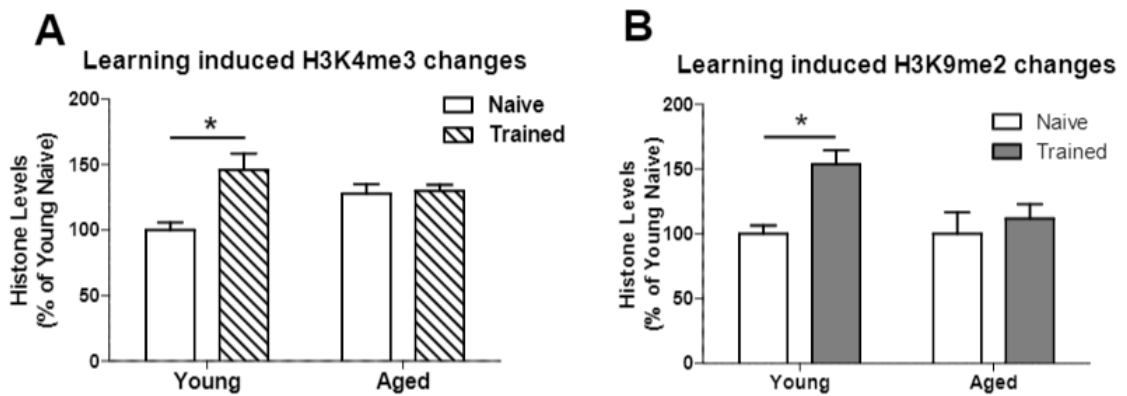 A
Learning induced H3K4me3 changes
Histone Levels
(% of Young Naive)
200
150
100
50
0
*
Naive
Trained
Young
Aged
B
Learning induced H3K9me2 changes
Histone Levels
(% of Young Naive)
200
150
100
50
0
*
Naive
Trained
Young
Aged